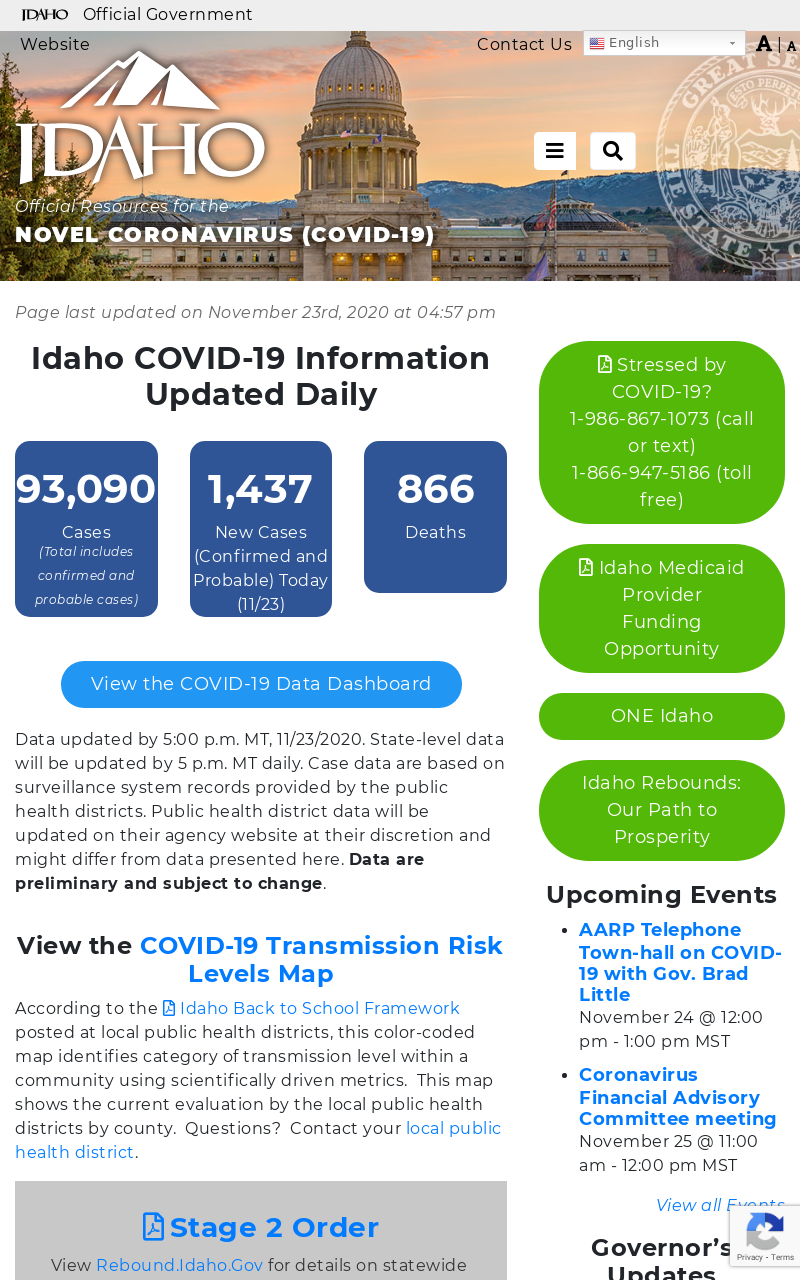 IDAHO Official Government
Website
Contact Us
English
A | A
IDAHO
GREAT SE
ESTO PERPETUA
THE STATE O
Official Resources for the
NOVEL CORONAVIRUS (COVID-19)
Page last updated on November 23rd, 2020 at 04:57 pm
Idaho COVID-19 Information
Updated Daily
93,090
Cases
(Total includes
confirmed and
probable cases)
1,437
New Cases
(Confirmed and
Probable) Today
(11/23)
866
Deaths
View the COVID-19 Data Dashboard
Data updated by 5:00 p.m. MT, 11/23/2020. State-level data
will be updated by 5 p.m. MT daily. Case data are based on
surveillance system records provided by the public
health districts. Public health district data will be
updated on their agency website at their discretion and
might differ from data presented here. Data are
preliminary and subject to change.
View the COVID-19 Transmission Risk
Levels Map
According to the Idaho Back to School Framework
posted at local public health districts, this color-coded
map identifies category of transmission level within a
community using scientifically driven metrics.  This map
shows the current evaluation by the local public health
districts by county.  Questions?  Contact your local public
health district.
Stage 2 Order
View Rebound.Idaho.Gov for details on statewide
Stressed by
COVID-19?
1-986-867-1073 (call
or text)
1-866-947-5186 (toll
free)
Idaho Medicaid
Provider
Funding
Opportunity
ONE Idaho
Idaho Rebounds:
Our Path to
Prosperity
Upcoming Events
• AARP Telephone
Town-hall on COVID-
19 with Gov. Brad
Little
November 24 @ 12:00
pm - 1:00 pm MST
• Coronavirus
Financial Advisory
Committee meeting
November 25 @ 11:00
am - 12:00 pm MST
View all Events
Governor's
Updates
Privacy - Terms